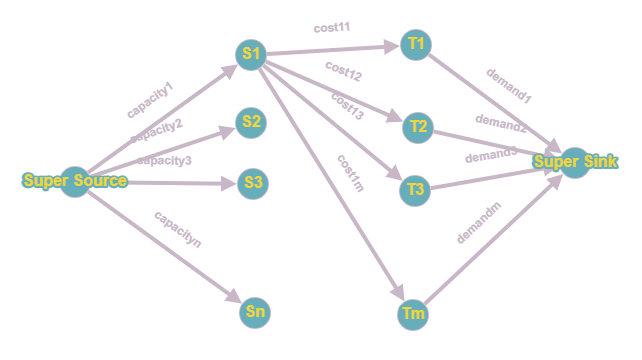 cost11
T1
S1
cost12
demand1
capacity1
cost13
S2
T2
demand2
capacity2
demand3
capacity3
Super Sink
Super Source
S3
cost1m
T3
capacityn
demandm
Sn
Tm